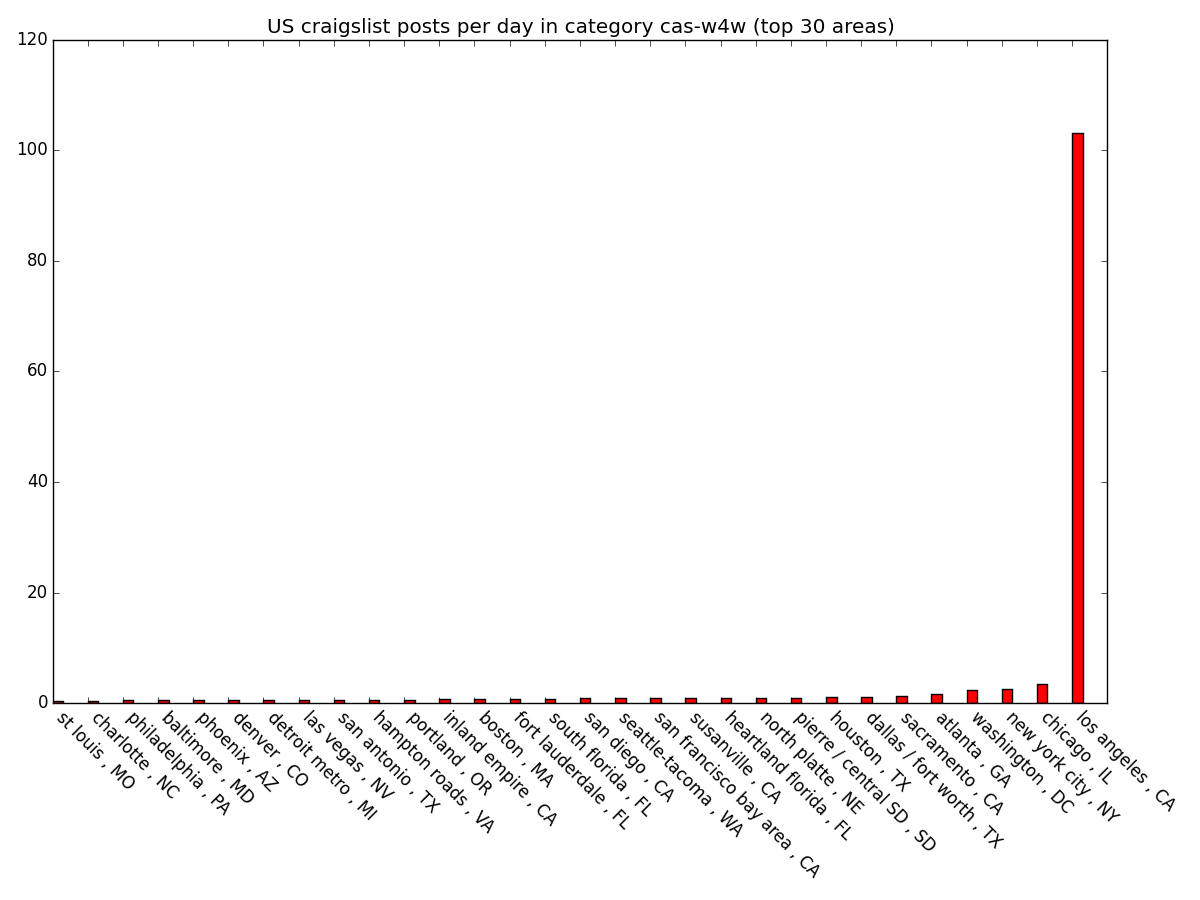 US craigslist posts per day in category cas-w4w (top 30 areas)
120
100
80
60
40
20
0
st louis , MO
charlotte , NC
philadelphia , PA
baltimore , MD
phoenix , AZ
denver , CO
detroit metro , MI
las vegas , NV
san antonio , TX
hampton roads , VA
portland , OR
inland empire , CA
boston , MA
fort lauderdale , FL
south florida , FL
san diego , CA
seattle-tacoma , WA
san francisco bay area , CA
susanville , CA
heartland florida , FL
north platte , NE
pierre / central SD , SD
houston , TX
dallas / fort worth , TX
sacramento , CA
atlanta , GA
washington , DC
new york city , NY
chicago , IL
los angeles , CA